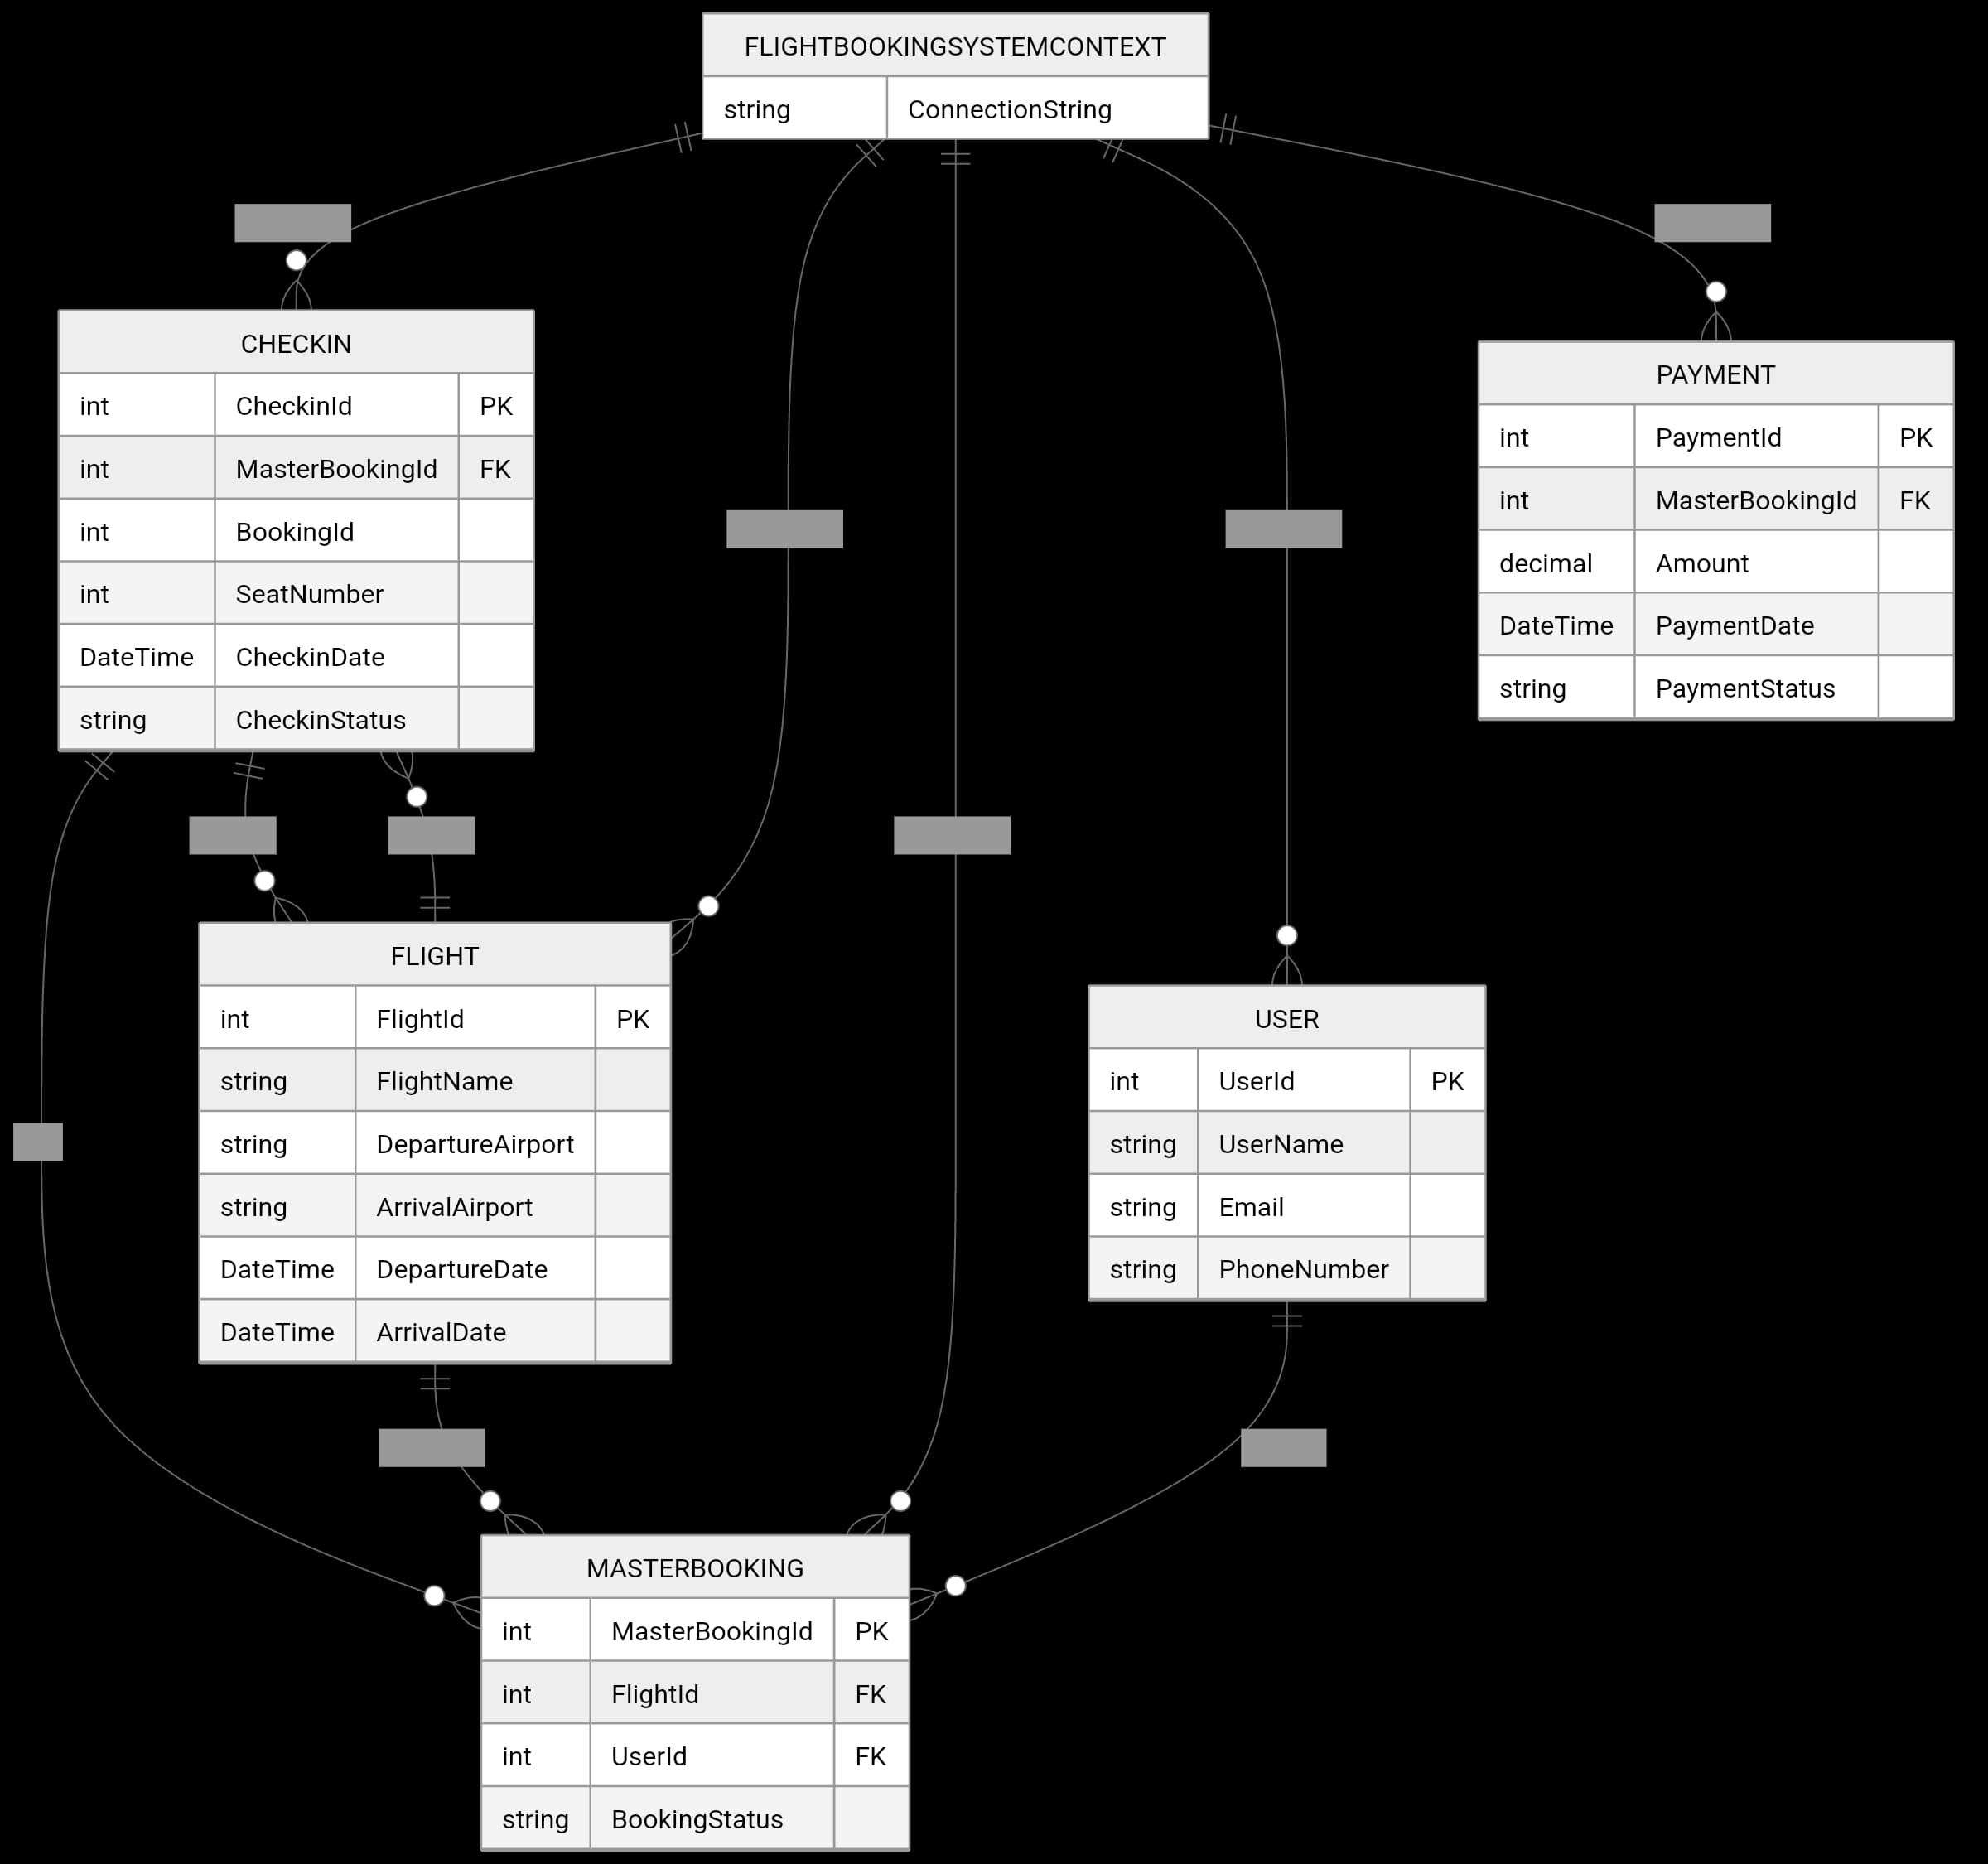 FLIGHTBOOKINGSYSTEMCONTEXT
string ConnectionString
CHECKIN
int CheckinId PK
int MasterBookingId FK
int BookingId
int SeatNumber
DateTime CheckinDate
string CheckinStatus
PAYMENT
int PaymentId PK
int MasterBookingId FK
decimal Amount
DateTime PaymentDate
string PaymentStatus
FLIGHT
int FlightId PK
string FlightName
string DepartureAirport
string ArrivalAirport
DateTime DepartureDate
DateTime ArrivalDate
USER
int UserId PK
string UserName
string Email
string PhoneNumber
MASTERBOOKING
int MasterBookingId PK
int FlightId FK
int UserId FK
string BookingStatus